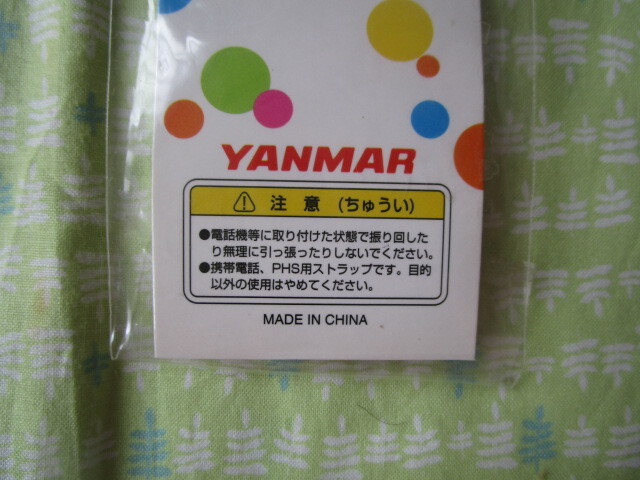 YANMAR
注意 (ちゅうい)
●電話機等に取り付けた状態で振り回した
り無理に引っ張ったりしないでください。
●携帯電話、PHS用ストラップです。目的
以外の使用はやめてください。
MADE IN CHINA